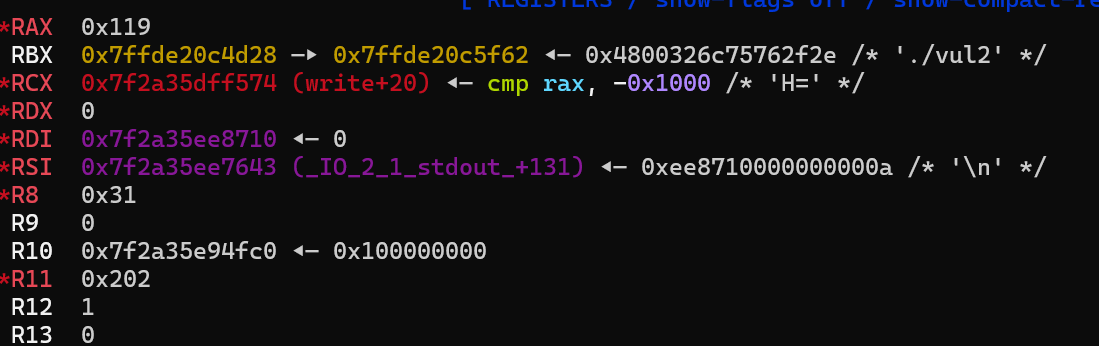 [ REGISTERS / show-flags off / show-compact-re
*RAX 0x119
RBX 0x7ffde20c4d28 —▸ 0x7ffde20c5f62 ◂— 0x4800326c75762f2e /* './vul2' */
*RCX 0x7f2a35dff574 (write+20) ◂— cmp rax, -0x1000 /* 'H=' */
*RDX 0
*RDI 0x7f2a35ee8710 ◂— 0
*RSI 0x7f2a35ee7643 (_IO_2_1_stdout_+131) ◂— 0xee8710000000000a /* '\n' */
*R8 0x31
R9 0
R10 0x7f2a35e94fc0 ◂— 0x100000000
*R11 0x202
R12 1
R13 0